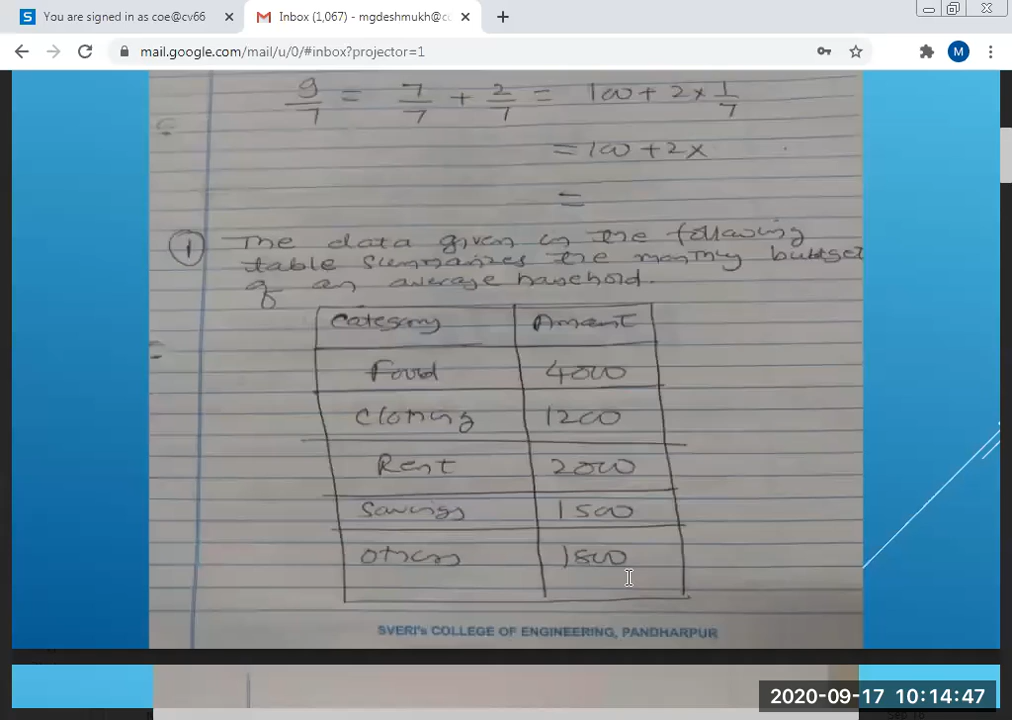 You are signed in as coe@cv66
Inbox (1,067) - mgdeshmukh@co
mail.google.com/mail/u/0/#inbox?projector=1
M
9/7 = 7/7 + 2/7 = 100 + 2 x 1/7
= 100 + 2x
=
1 The data given in the following
table summarizes the monthly budget
of an average household.
Category Amount
Food 4000
Clothing 1200
Rent 2000
Savings 1500
Others 1800
SVERI's COLLEGE OF ENGINEERING, PANDHARPUR
2020-09-17 10:14:47